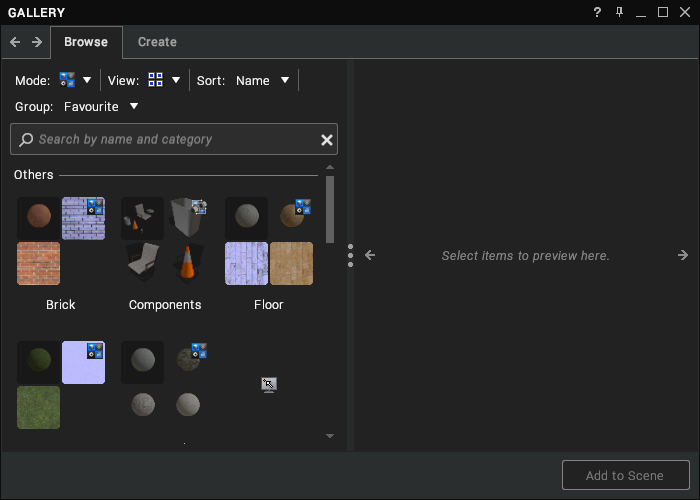 GALLERY
Browse Create
Mode: View: Sort: Name
Group: Favourite
Search by name and category
Others
Brick Components Floor
Select items to preview here.
Add to Scene